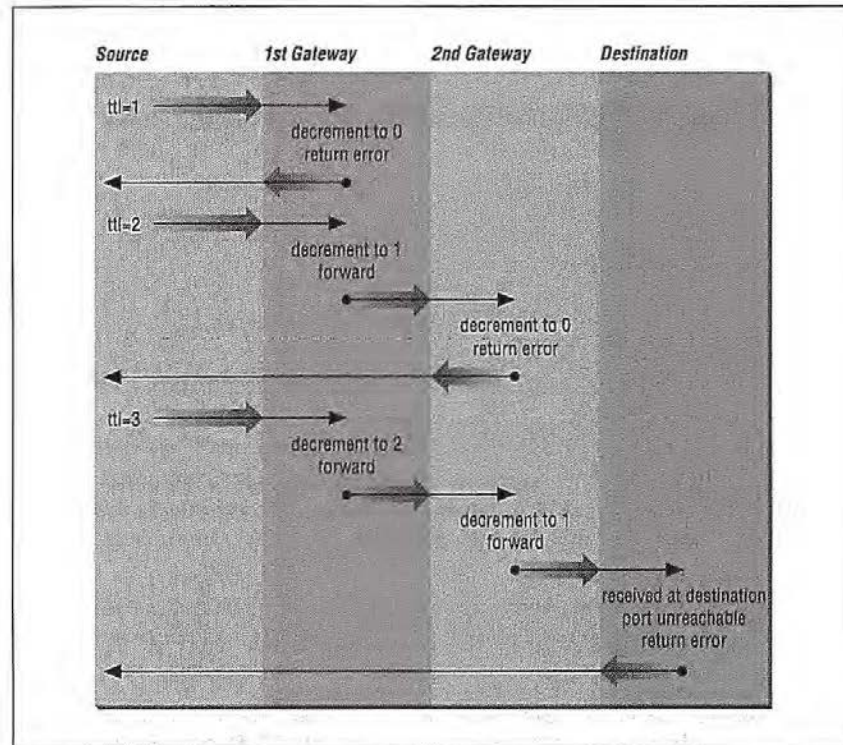 Source 1st Gateway 2nd Gateway Destination
ttl=1
decrement to 0
return error
ttl=2
decrement to 1
forward
decrement to 0
return error
ttl=3
decrement to 2
forward
decrement to 1
forward
received at destination
port unreachable
return error